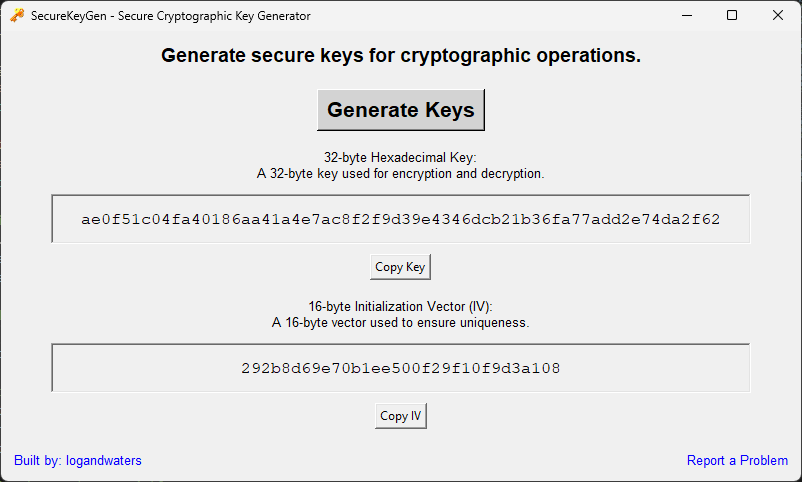 SecureKeyGen - Secure Cryptographic Key Generator
Generate secure keys for cryptographic operations.
Generate Keys
32-byte Hexadecimal Key:
A 32-byte key used for encryption and decryption.
ae0f51c04fa40186aa41a4e7ac8f2f9d39e4346dcb21b36fa77add2e74da2f62
Copy Key
16-byte Initialization Vector (IV):
A 16-byte vector used to ensure uniqueness.
292b8d69e70b1ee500f29f10f9d3a108
Copy IV
Built by: logandwaters
Report a Problem